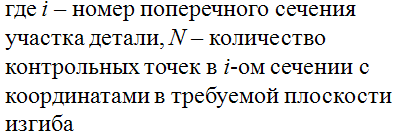 где i – номер поперечного сечения
участка детали, N – количество
контрольных точек в i-ом сечении с
координатами в требуемой плоскости
изгиба